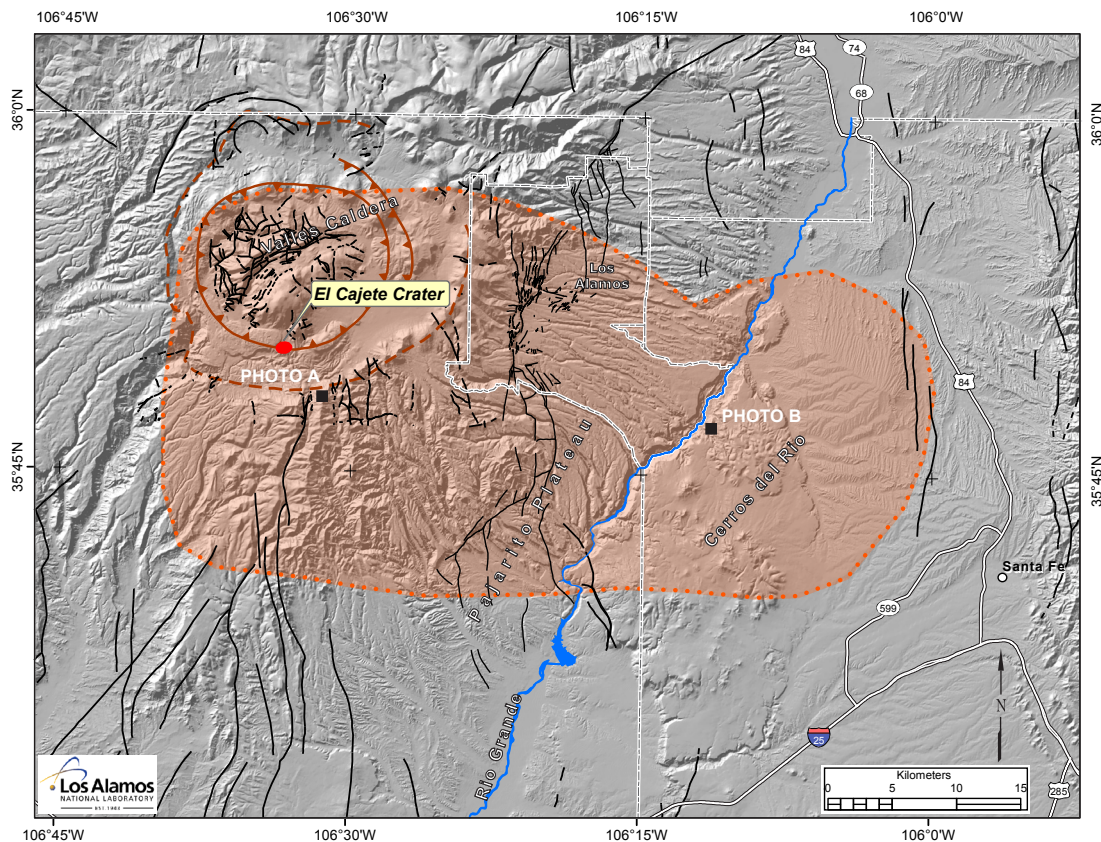 106°45'W
106°30'W
106°15'W
106°0'W
84
74
68
36°0'N
36°0'N
Valles Caldera
Los
Alamos
El Cajete Crater
PHOTO A
84
PHOTO B
35°45'N
35°45'N
Cerros del Rio
Pajarito Plateau
Santa Fe
599
Rio Grande
N
25
Los Alamos
NATIONAL LABORATORY
EST. 1943
Kilometers
0 5 10 15
285
106°45'W
106°30'W
106°15'W
106°0'W